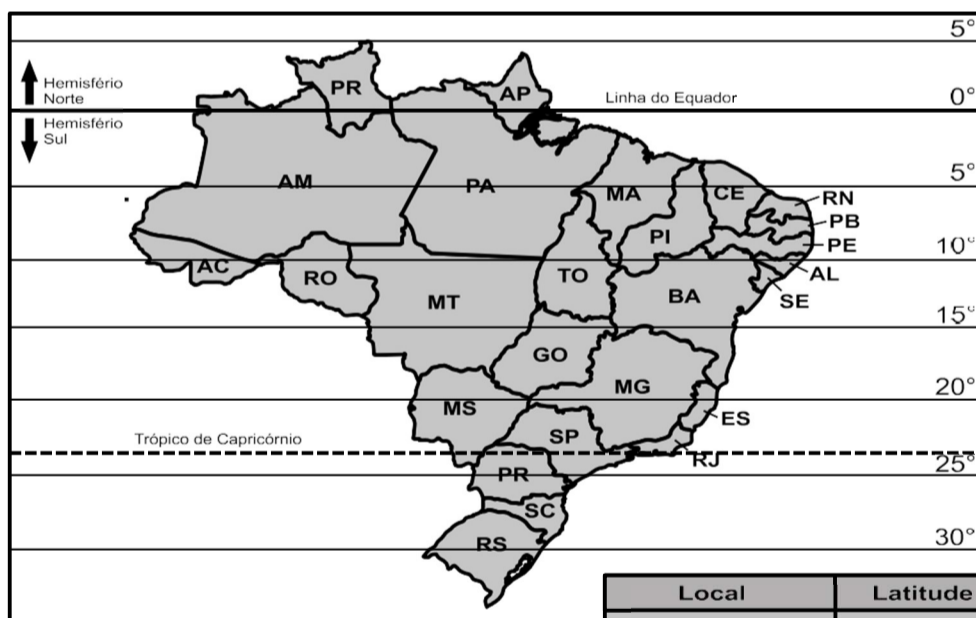 5°
Hemisfério
Norte
PR
AP
Linha do Equador
0°
Hemisfério
Sul
AM
PA
MA
CE
5°
RN
PB
PI
PE
AC
RO
TO
10°
AL
MT
BA
SE
15°
GO
MG
MS
20°
ES
SP
Trópico de Capricórnio
RJ
PR
25°
SC
RS
30°
Local
Latitude